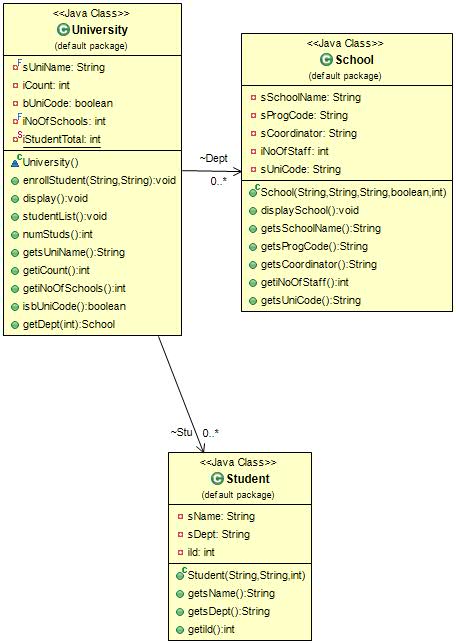 <<Java Class>>
C University
(default package)
F sUniName: String
iCount: int
bUniCode: boolean
F iNoOfSchools: int
S iStudentTotal: int
C University()
enrollStudent(String,String):void
display():void
studentList():void
numStuds():int
getsUniName():String
getiCount():int
getiNoOfSchools():int
isbUniCode():boolean
getDept(int):School
~Dept
0..*
<<Java Class>>
C School
(default package)
sSchoolName: String
sProgCode: String
sCoordinator: String
iNoOfStaff: int
sUniCode: String
C School(String,String,String,boolean,int)
displaySchool():void
getsSchoolName():String
getsProgCode():String
getsCoordinator():String
getiNoOfStaff():int
getsUniCode():String
~Stu 0..*
<<Java Class>>
C Student
(default package)
sName: String
sDept: String
iId: int
C Student(String,String,int)
getsName():String
getsDept():String
getiId():int